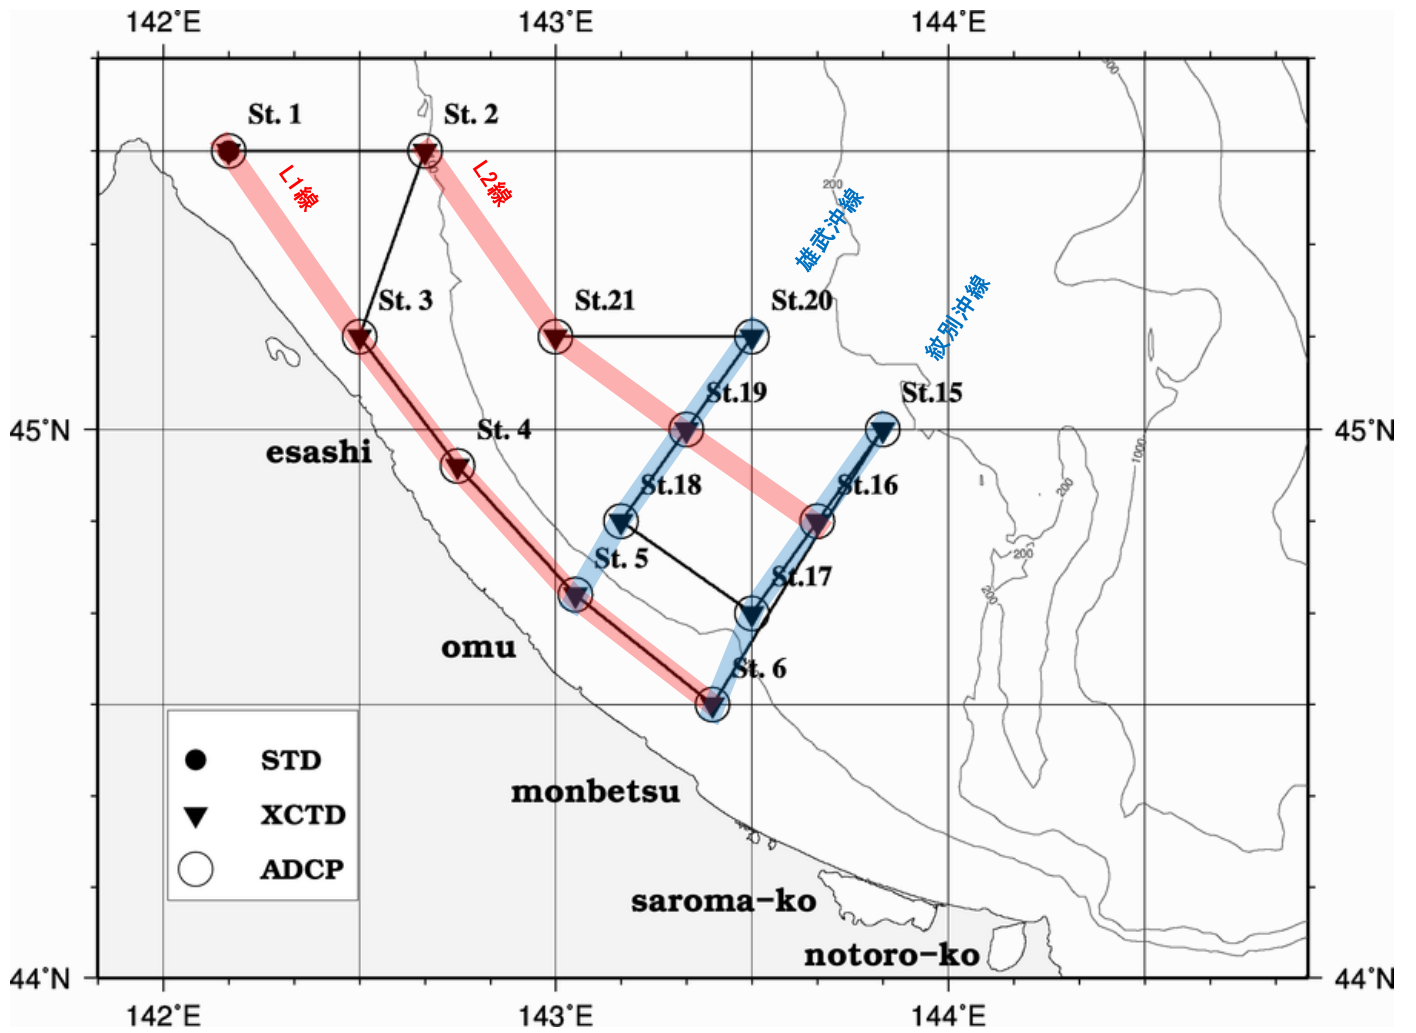 142°E
143°E
144°E
St. 1
St. 2
L1線
L2線
200
雄武沖線
紋別沖線
St. 3
St.21
St.20
St.19
St.15
45°N
45°N
esashi
St. 4
1000
St.18
St.16
200
St. 5
200
St.17
200
omu
St. 6
STD
XCTD
ADCP
monbetsu
saroma-ko
notoro-ko
44°N
44°N
142°E
143°E
144°E